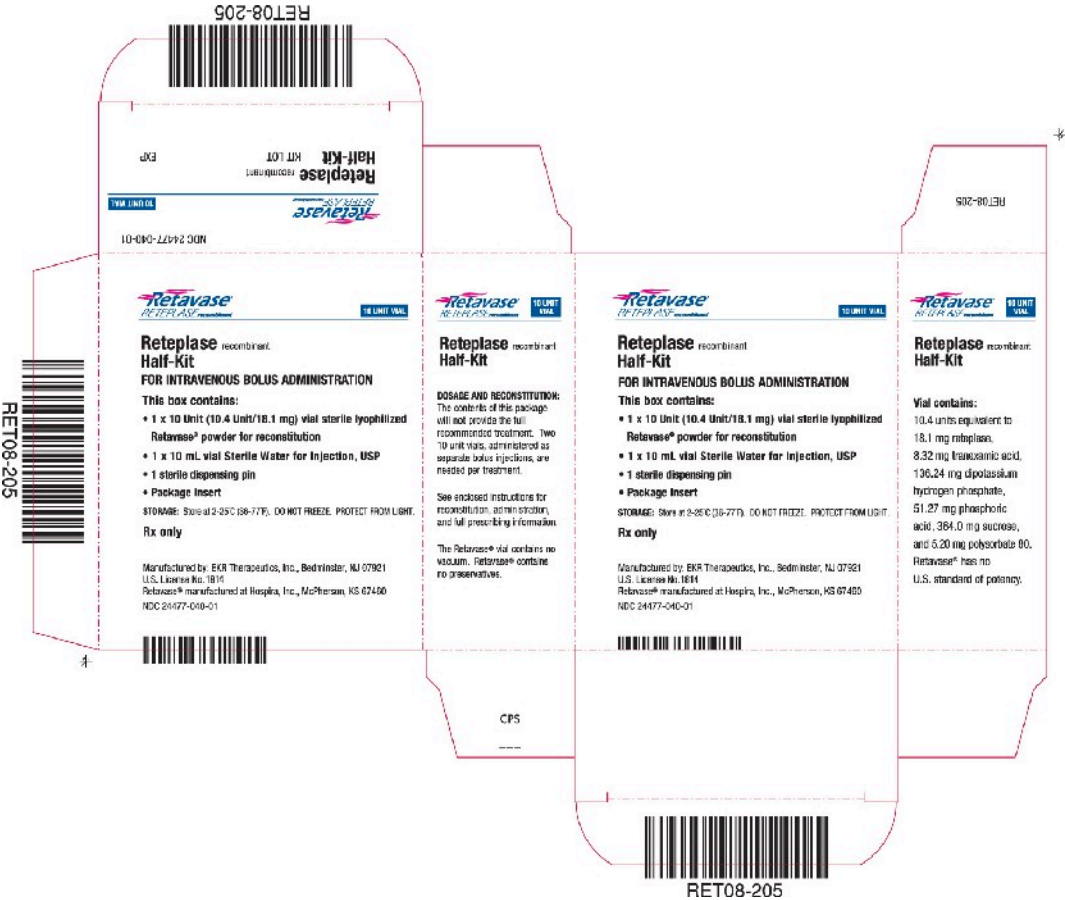 RET08-205
EXP
KIT LOT
Half-Kit
Reteplase recombinant
10 UNIT VIAL
Retavase
RETEPLASE recombinant
NDC 24477-040-01
RET08-205
RET08-205
Retavase®
RETEPLASE recombinant
10 UNIT VIAL
Reteplase recombinant
Half-Kit
FOR INTRAVENOUS BOLUS ADMINISTRATION
This box contains:
• 1 x 10 Unit (10.4 Unit/18.1 mg) vial sterile lyophilized
Retavase® powder for reconstitution
• 1 x 10 mL vial Sterile Water for Injection, USP
• 1 sterile dispensing pin
• Package Insert
STORAGE: Store at 2-25°C (36-77°F). DO NOT FREEZE. PROTECT FROM LIGHT.
Rx only
Manufactured by: EKR Therapeutics, Inc., Bedminster, NJ 07921
U.S. License No. 1814
Retavase® manufactured at Hospira, Inc., McPherson, KS 67460
NDC 24477-040-01
Retavase®
RETEPLASE recombinant
10 UNIT
VIAL
Reteplase recombinant
Half-Kit
DOSAGE AND RECONSTITUTION:
The contents of this package
will not provide the full
recommended treatment. Two
10 unit vials, administered as
separate bolus injections, are
needed per treatment.
See enclosed instructions for
reconstitution, administration,
and full prescribing information.
The Retavase® vial contains no
vacuum. Retavase® contains
no preservatives.
Retavase®
RETEPLASE recombinant
10 UNIT VIAL
Reteplase recombinant
Half-Kit
FOR INTRAVENOUS BOLUS ADMINISTRATION
This box contains:
• 1 x 10 Unit (10.4 Unit/18.1 mg) vial sterile lyophilized
Retavase® powder for reconstitution
• 1 x 10 mL vial Sterile Water for Injection, USP
• 1 sterile dispensing pin
• Package Insert
STORAGE: Store at 2-25°C (36-77°F). DO NOT FREEZE. PROTECT FROM LIGHT.
Rx only
Manufactured by: EKR Therapeutics, Inc., Bedminster, NJ 07921
U.S. License No. 1814
Retavase® manufactured at Hospira, Inc., McPherson, KS 67460
NDC 24477-040-01
Retavase®
RETEPLASE recombinant
10 UNIT
VIAL
Reteplase recombinant
Half-Kit
Vial contains:
10.4 units equivalent to
18.1 mg reteplase,
8.32 mg tranexamic acid,
136.24 mg dipotassium
hydrogen phosphate,
51.27 mg phosphoric
acid, 364.0 mg sucrose,
and 5.20 mg polysorbate 80.
Retavase® has no
U.S. standard of potency.
CPS
RET08-205